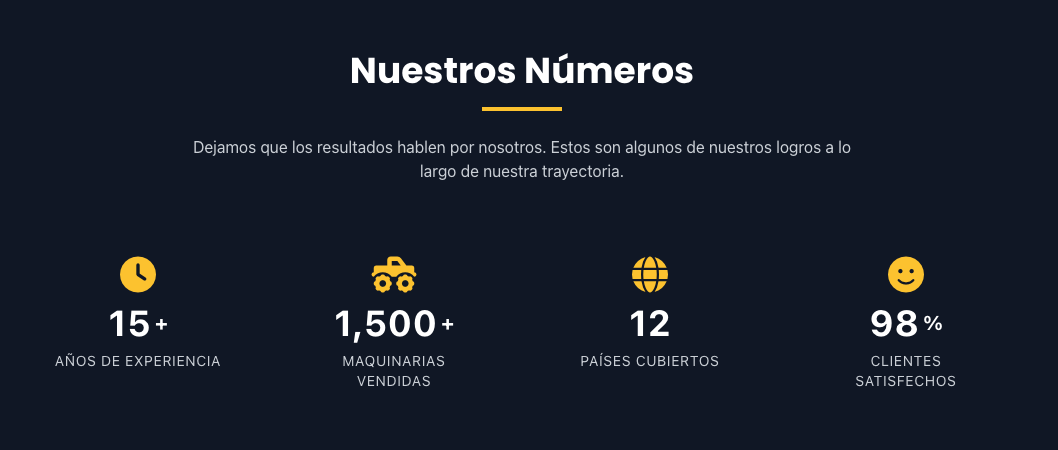 Nuestros Números
Dejamos que los resultados hablen por nosotros. Estos son algunos de nuestros logros a lo
largo de nuestra trayectoria.
15+
AÑOS DE EXPERIENCIA
1,500+
MAQUINARIAS
VENDIDAS
12
PAÍSES CUBIERTOS
98%
CLIENTES
SATISFECHOS